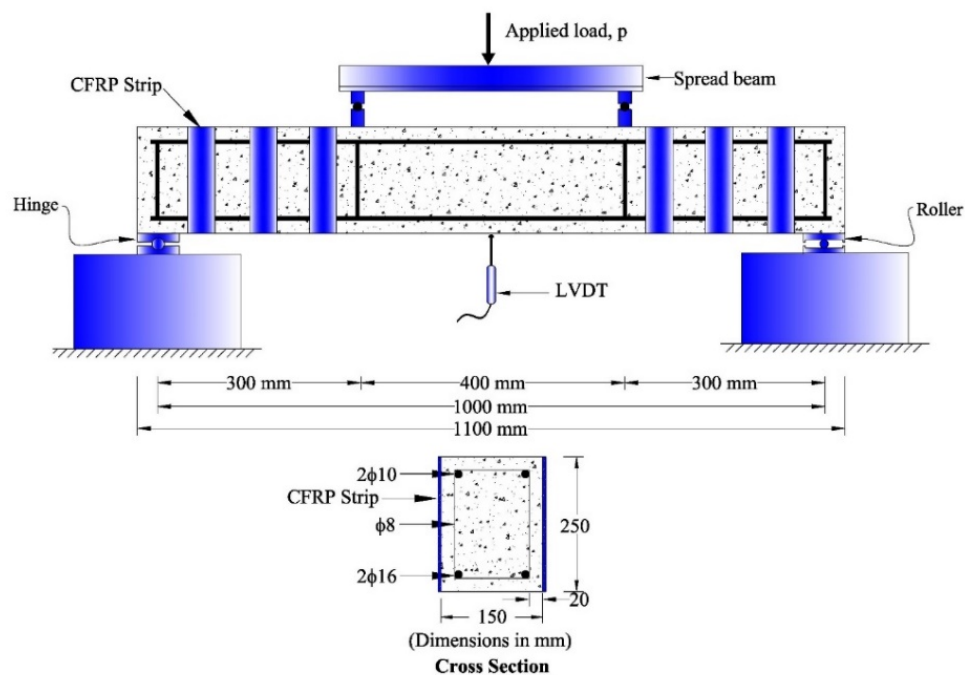 Applied load, p
CFRP Strip
Spread beam
Hinge
Roller
LVDT
300 mm
400 mm
300 mm
1000 mm
1100 mm
2ϕ10
CFRP Strip
ϕ8
250
2ϕ16
20
150
(Dimensions in mm)
Cross Section